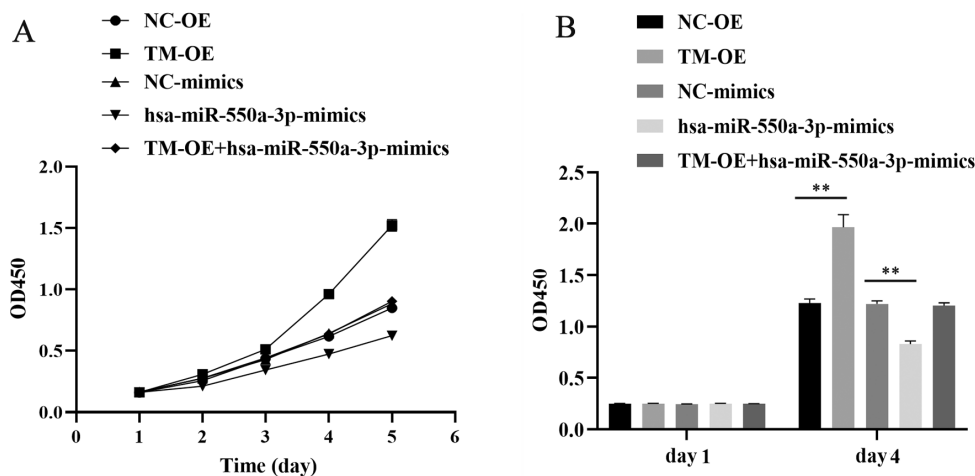 A
NC-OE
TM-OE
NC-mimics
hsa-miR-550a-3p-mimics
TM-OE+hsa-miR-550a-3p-mimics
2.0
1.5
1.0
0.5
0.0
OD450
0 1 2 3 4 5 6
Time (day)
B
NC-OE
TM-OE
NC-mimics
hsa-miR-550a-3p-mimics
TM-OE+hsa-miR-550a-3p-mimics
2.5
2.0
1.5
1.0
0.5
0.0
OD450
**
**
day 1 day 4